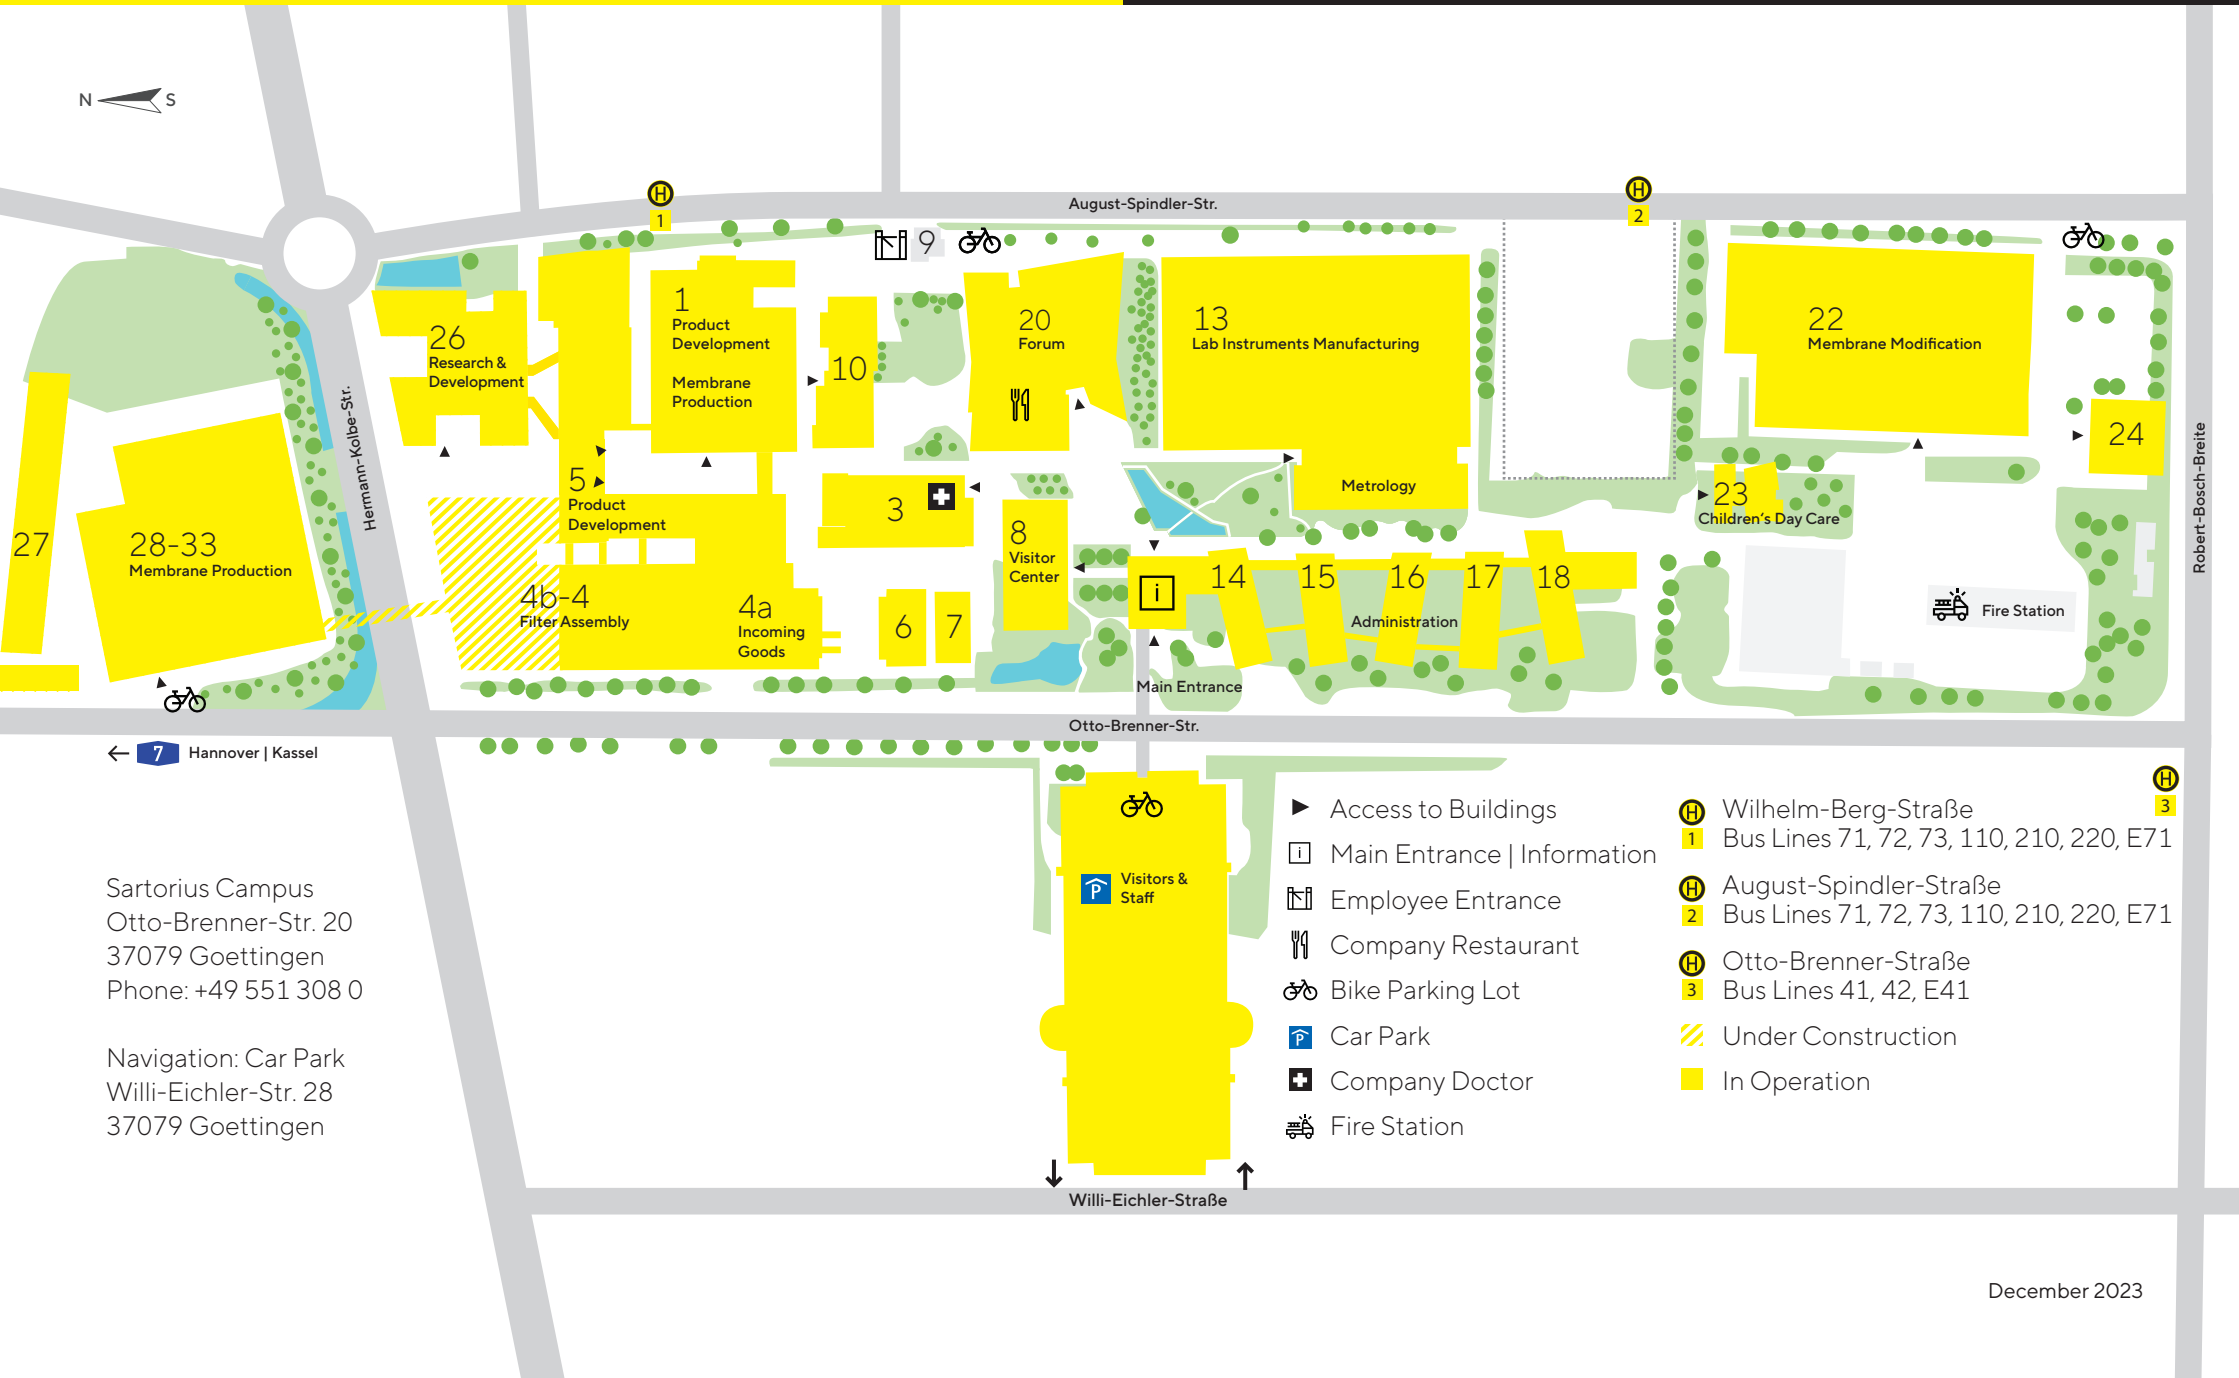 N
S
H
1
August-Spindler-Str.
H
2
9
26
Research &
Development
1
Product
Development
Membrane
Production
10
20
Forum
13
Lab Instruments Manufacturing
Metrology
22
Membrane Modification
24
Robert-Bosch-Breite
Hermann-Kolbe-Str.
27
28-33
Membrane Production
5
Product
Development
3
8
Visitor
Center
23
Children's Day Care
4b-4
Filter Assembly
4a
Incoming
Goods
6
7
i
14
15
16
17
18
Administration
Fire Station
Main Entrance
Otto-Brenner-Str.
7
Hannover | Kassel
H
3
P
Visitors &
Staff
Willi-Eichler-Straße
Sartorius Campus
Otto-Brenner-Str. 20
37079 Goettingen
Phone: +49 551 308 0
Navigation: Car Park
Willi-Eichler-Str. 28
37079 Goettingen
Access to Buildings
i
Main Entrance | Information
Employee Entrance
Company Restaurant
Bike Parking Lot
P
Car Park
Company Doctor
Fire Station
H
Wilhelm-Berg-Straße
1
Bus Lines 71, 72, 73, 110, 210, 220, E71
H
August-Spindler-Straße
2
Bus Lines 71, 72, 73, 110, 210, 220, E71
H
Otto-Brenner-Straße
3
Bus Lines 41, 42, E41
Under Construction
In Operation
December 2023